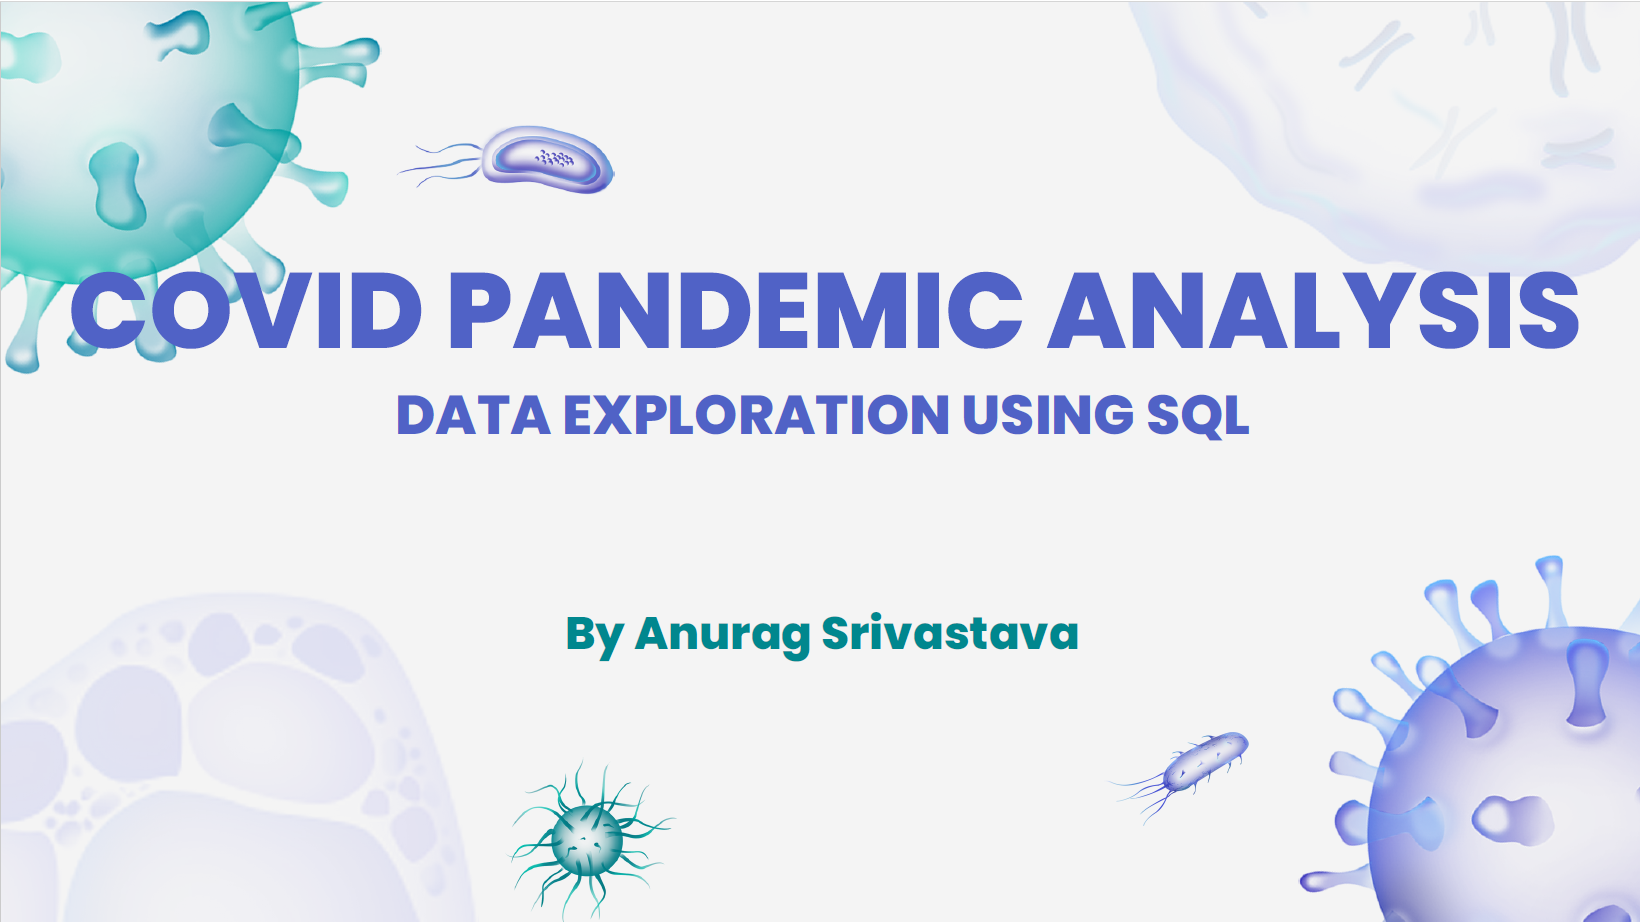 COVID PANDEMIC ANALYSIS
DATA EXPLORATION USING SQL
By Anurag Srivastava